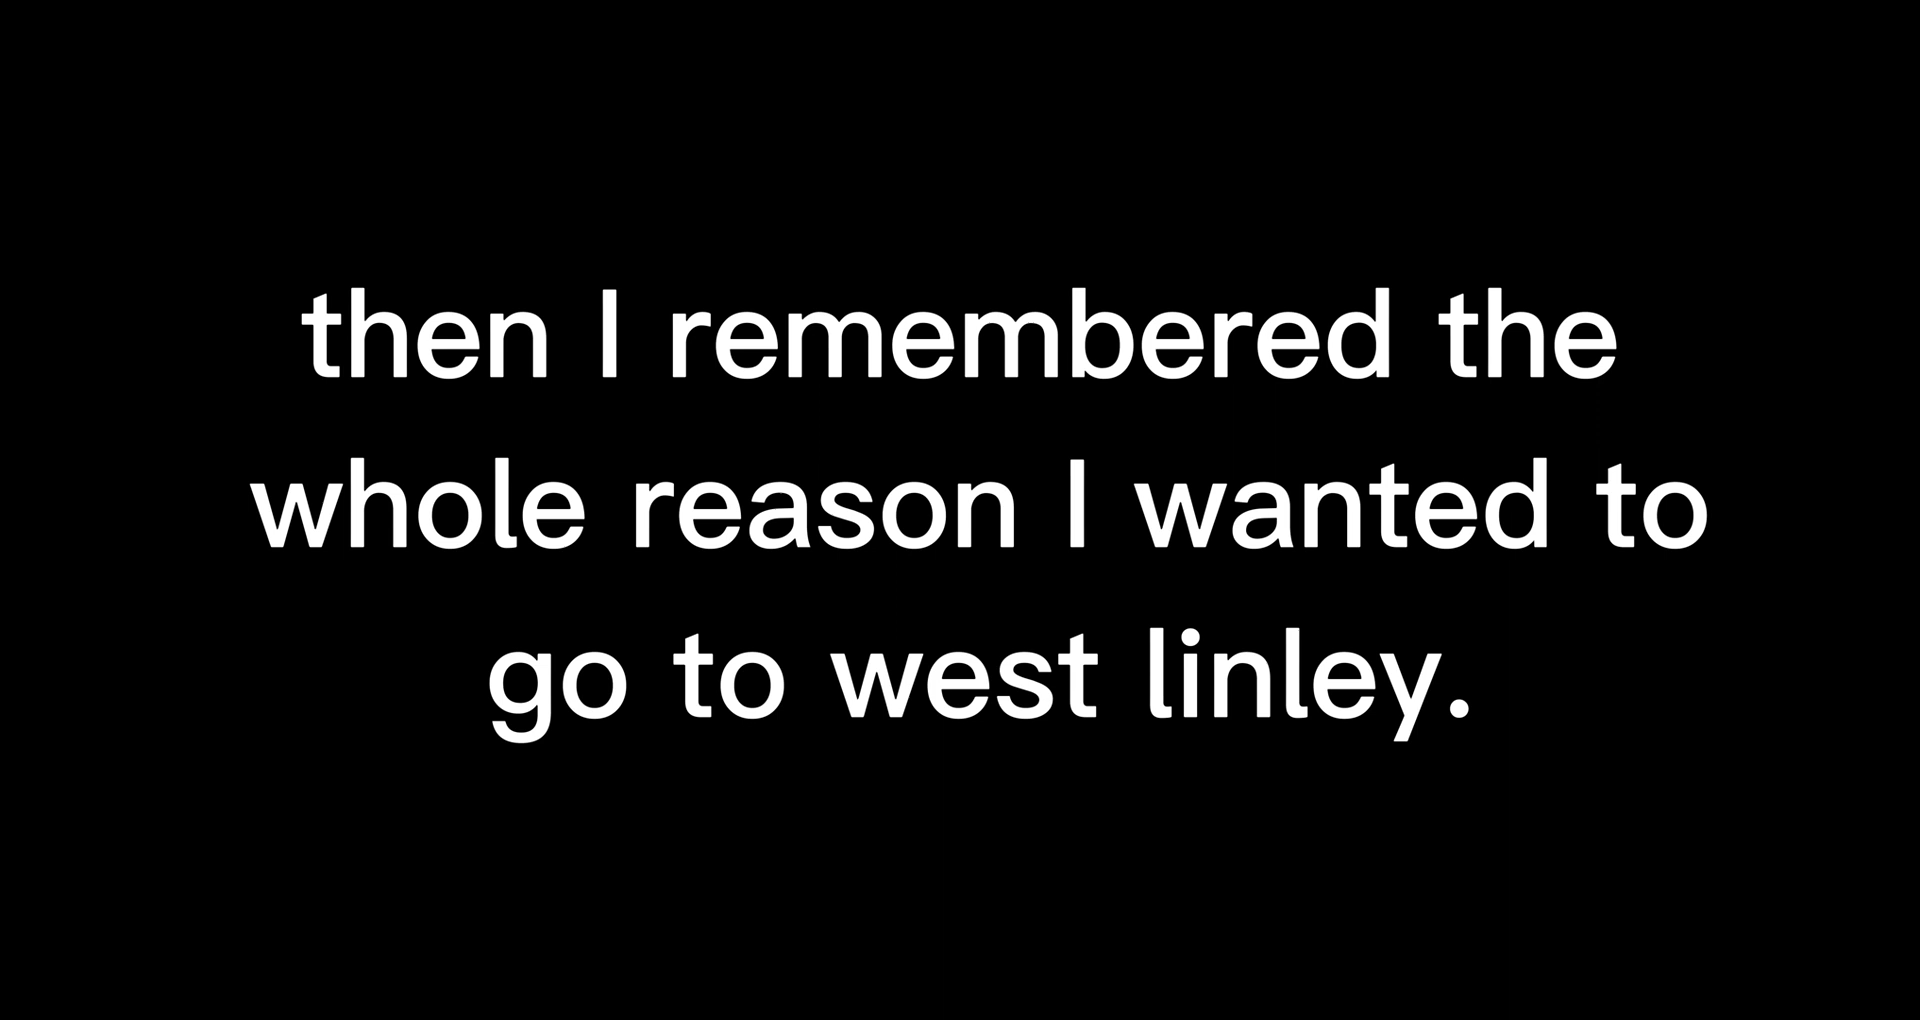 then I remembered the
whole reason I wanted to
go to west linley.